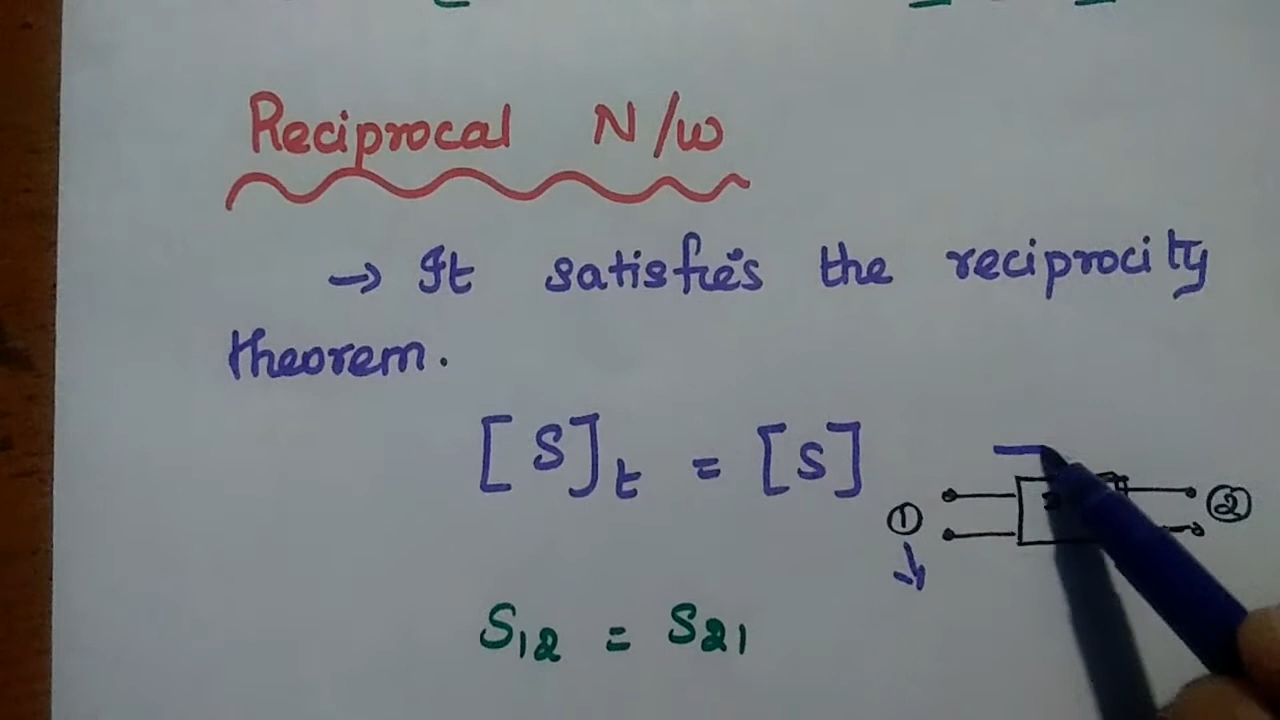 Reciprocal N/w
→ It satisfies the reciprocity
theorem.
[S]t = [S]
① ②
S12 = S21